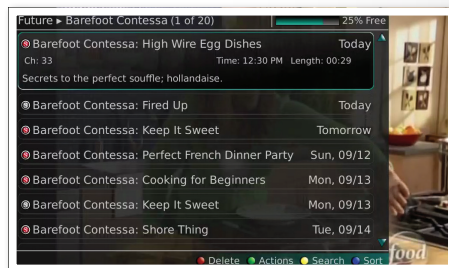 Future ▸ Barefoot Contessa (1 of 20) 25% Free
Barefoot Contessa: High Wire Egg Dishes Today
Ch: 33 Time: 12:30 PM Length: 00:29
Secrets to the perfect souffle; hollandaise.
Barefoot Contessa: Fired Up Today
Barefoot Contessa: Keep It Sweet Tomorrow
Barefoot Contessa: Perfect French Dinner Party Sun, 09/12
Barefoot Contessa: Cooking for Beginners Mon, 09/13
Barefoot Contessa: Keep It Sweet Mon, 09/13
Barefoot Contessa: Shore Thing Tue, 09/14
Delete Actions Search Sort
food